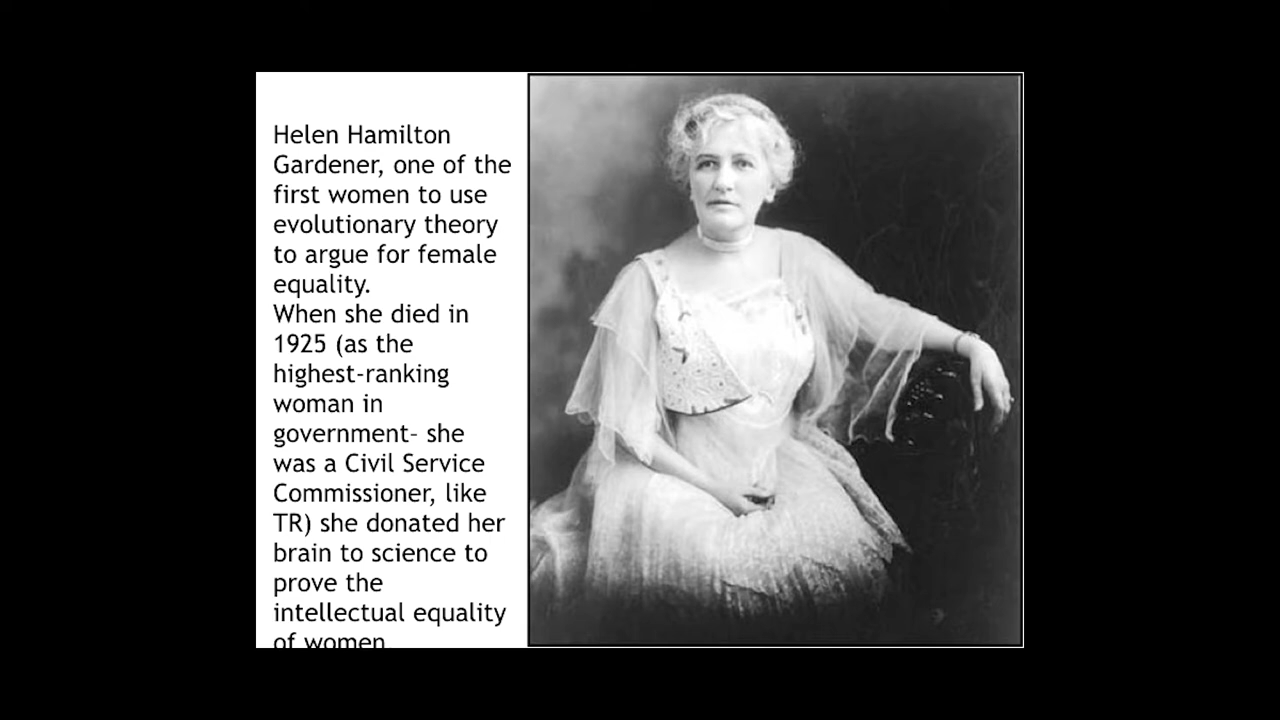 Helen Hamilton
Gardener, one of the
first women to use
evolutionary theory
to argue for female
equality.
When she died in
1925 (as the
highest-ranking
woman in
government- she
was a Civil Service
Commissioner, like
TR) she donated her
brain to science to
prove the
intellectual equality
of women